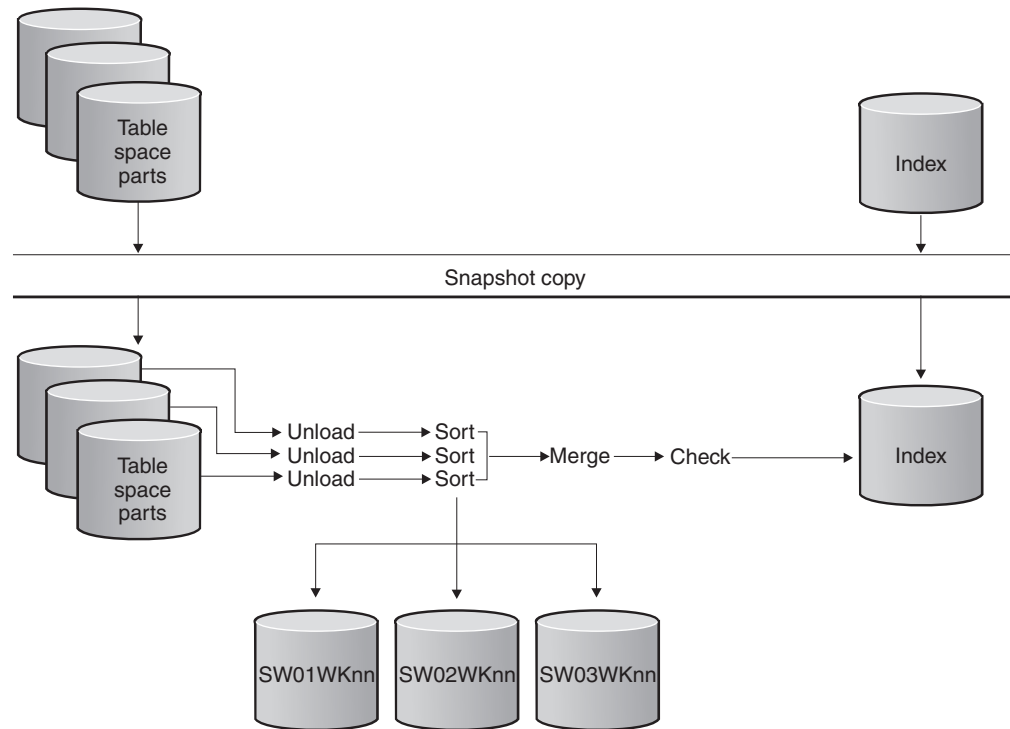 Table
space
parts
Index
Snapshot copy
Unload Sort
Unload Sort Merge Check
Unload Sort
Table
space
parts
Index
SW01WKnn SW02WKnn SW03WKnn